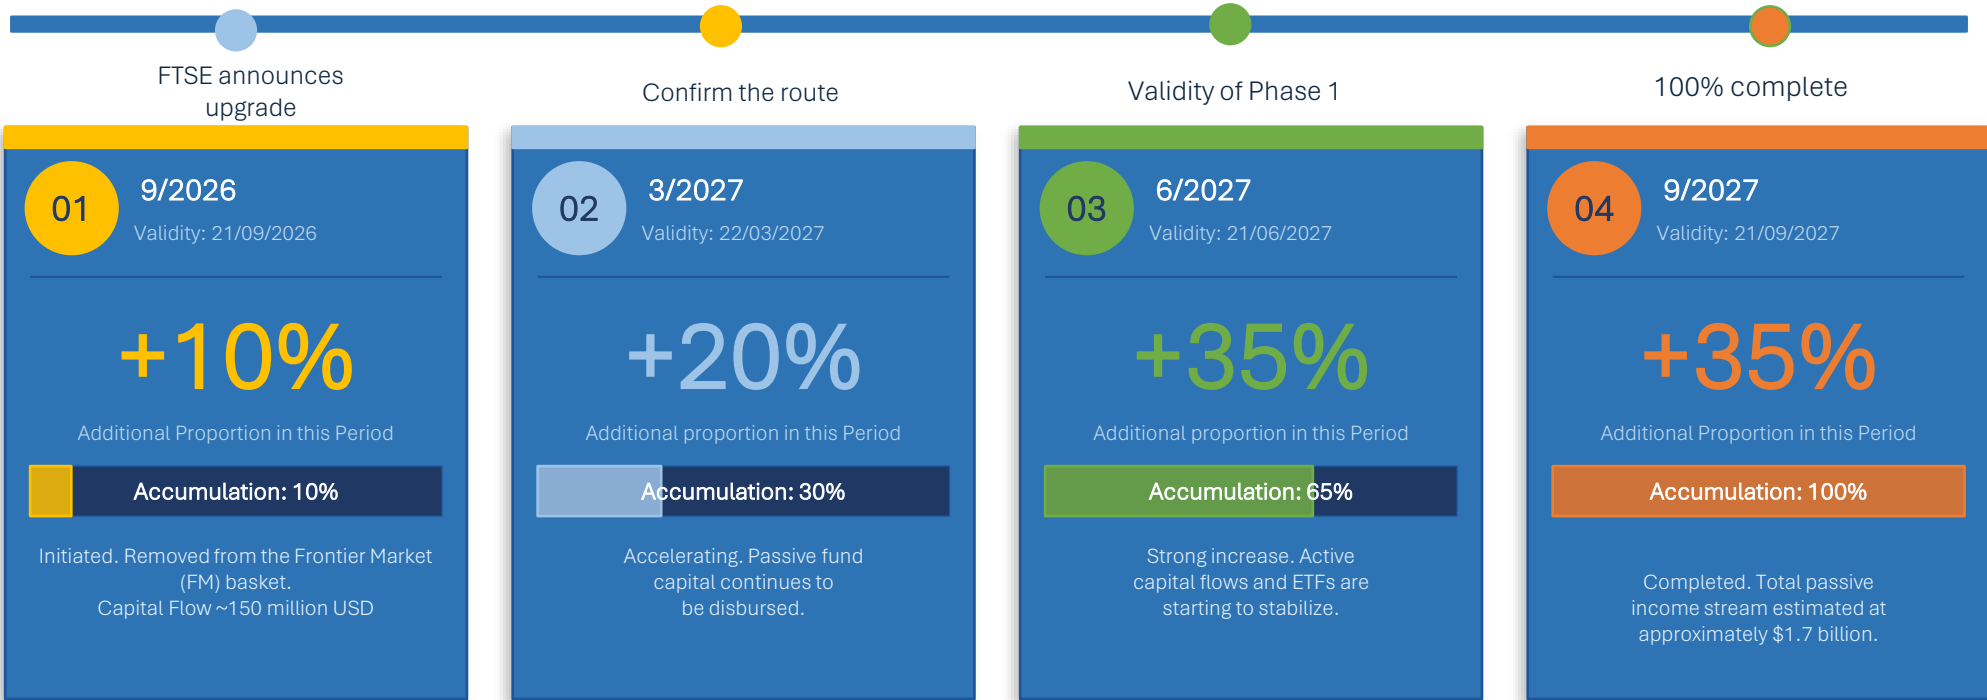 FTSE announces
upgrade
Confirm the route
Validity of Phase 1
100% complete
01
9/2026
Validity: 21/09/2026
+10%
Additional Proportion in this Period
Accumulation: 10%
Initiated. Removed from the Frontier Market
(FM) basket.
Capital Flow ~150 million USD
02
3/2027
Validity: 22/03/2027
+20%
Additional proportion in this Period
Accumulation: 30%
Accelerating. Passive fund
capital continues to
be disbursed.
03
6/2027
Validity: 21/06/2027
+35%
Additional proportion in this Period
Accumulation: 65%
Strong increase. Active
capital flows and ETFs are
starting to stabilize.
04
9/2027
Validity: 21/09/2027
+35%
Additional Proportion in this Period
Accumulation: 100%
Completed. Total passive
income stream estimated at
approximately $1.7 billion.